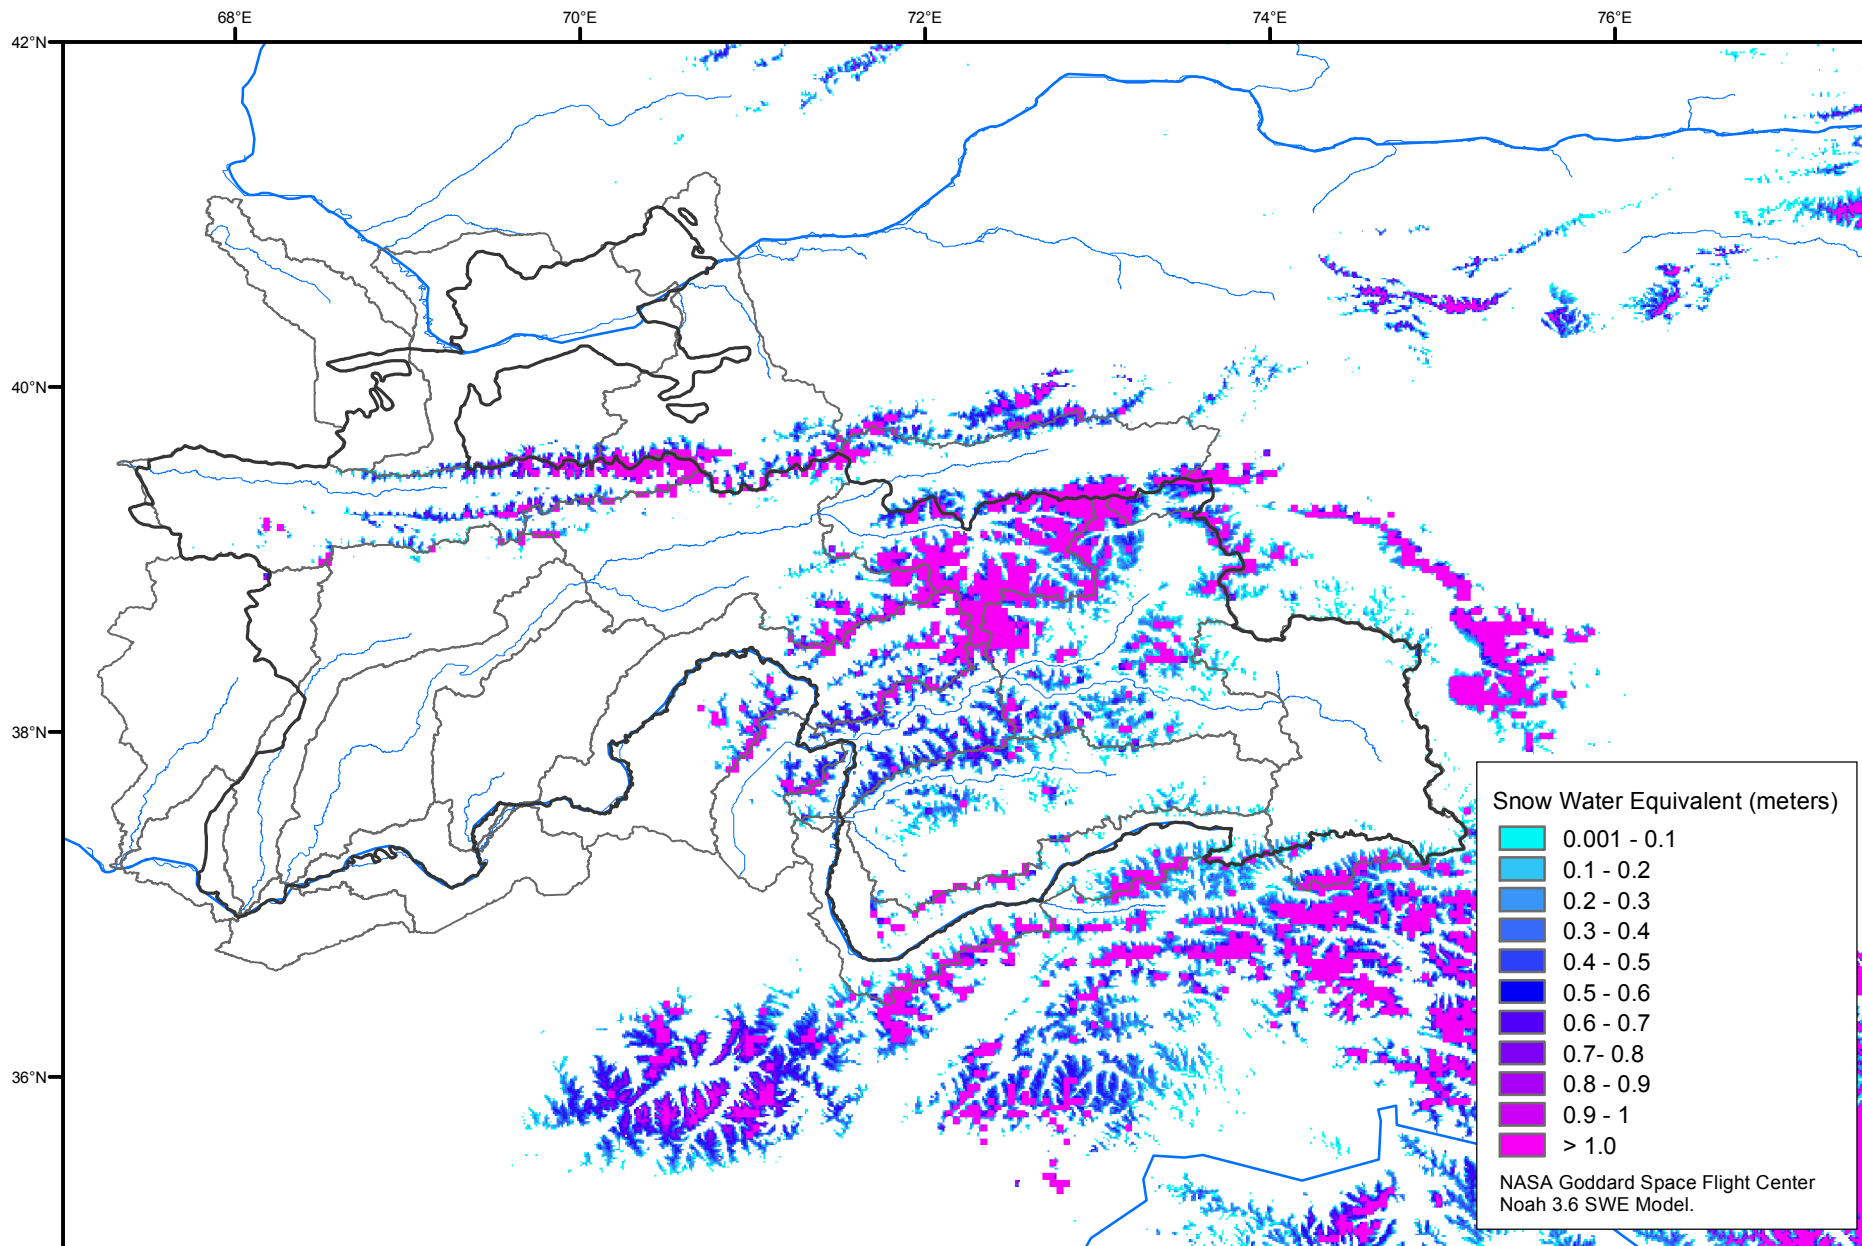 68°E
70°E
72°E
74°E
76°E
42°N
40°N
38°N
36°N
Snow Water Equivalent (meters)
0.001 - 0.1
0.1 - 0.2
0.2 - 0.3
0.3 - 0.4
0.4 - 0.5
0.5 - 0.6
0.6 - 0.7
0.7- 0.8
0.8 - 0.9
0.9 - 1
> 1.0
NASA Goddard Space Flight Center
Noah 3.6 SWE Model.